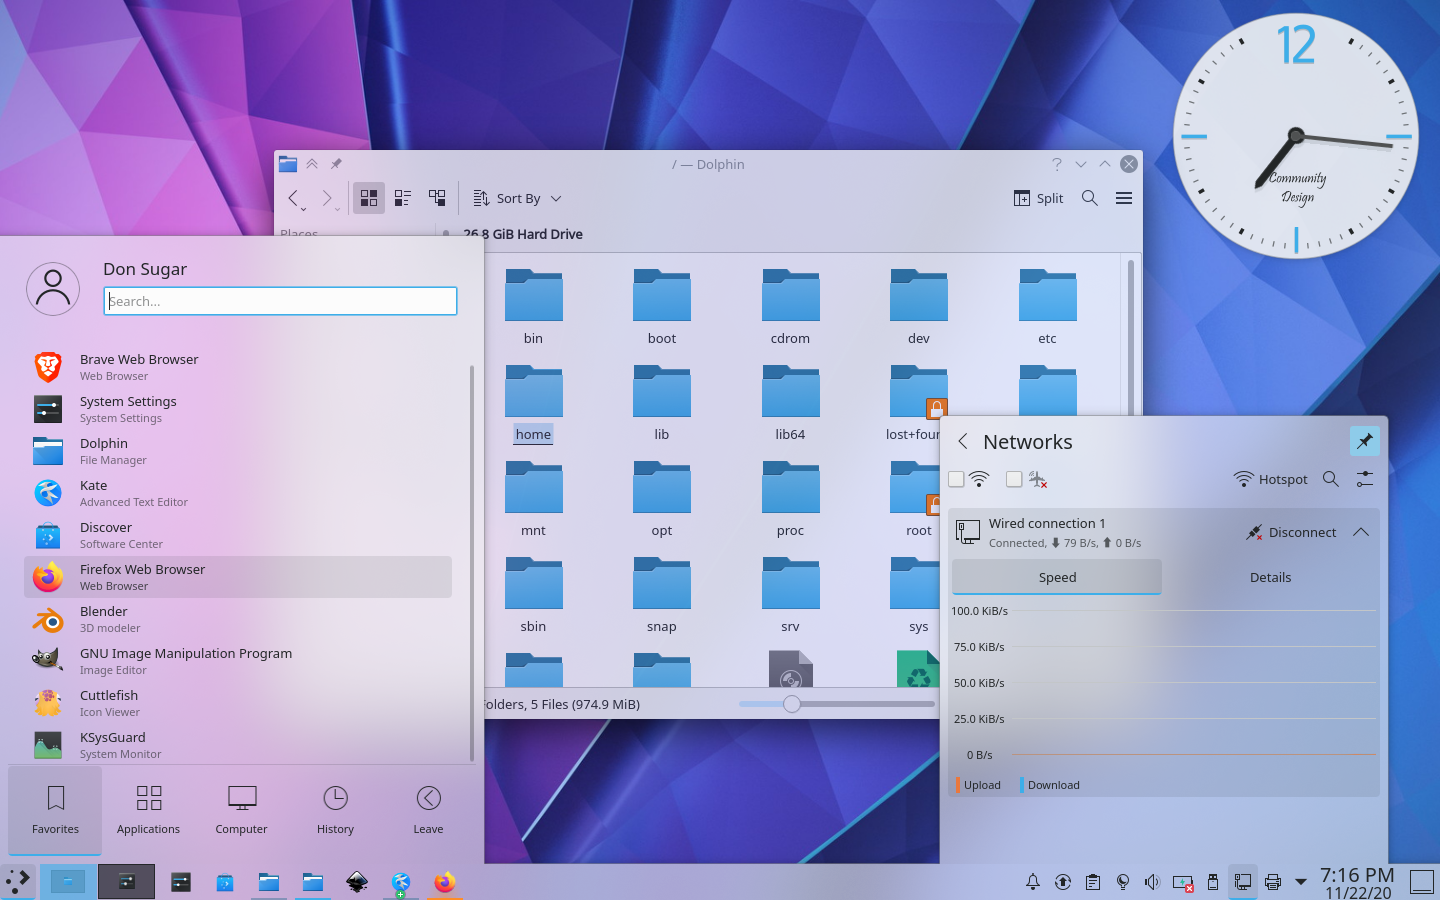 12
Community
Design
/ — Dolphin
Sort By
Split
Places
26.8 GiB Hard Drive
bin
boot
cdrom
dev
etc
home
lib
lib64
lost+four
mnt
opt
proc
root
sbin
snap
srv
sys
olders, 5 Files (974.9 MiB)
Don Sugar
Search...
Brave Web Browser
Web Browser
System Settings
System Settings
Dolphin
File Manager
Kate
Advanced Text Editor
Discover
Software Center
Firefox Web Browser
Web Browser
Blender
3D modeler
GNU Image Manipulation Program
Image Editor
Cuttlefish
Icon Viewer
KSysGuard
System Monitor
Favorites
Applications
Computer
History
Leave
Networks
Hotspot
Wired connection 1
Connected, ⬇ 79 B/s, ⬆ 0 B/s
Disconnect
Speed
Details
100.0 KiB/s
75.0 KiB/s
50.0 KiB/s
25.0 KiB/s
0 B/s
Upload
Download
7:16 PM
11/22/20